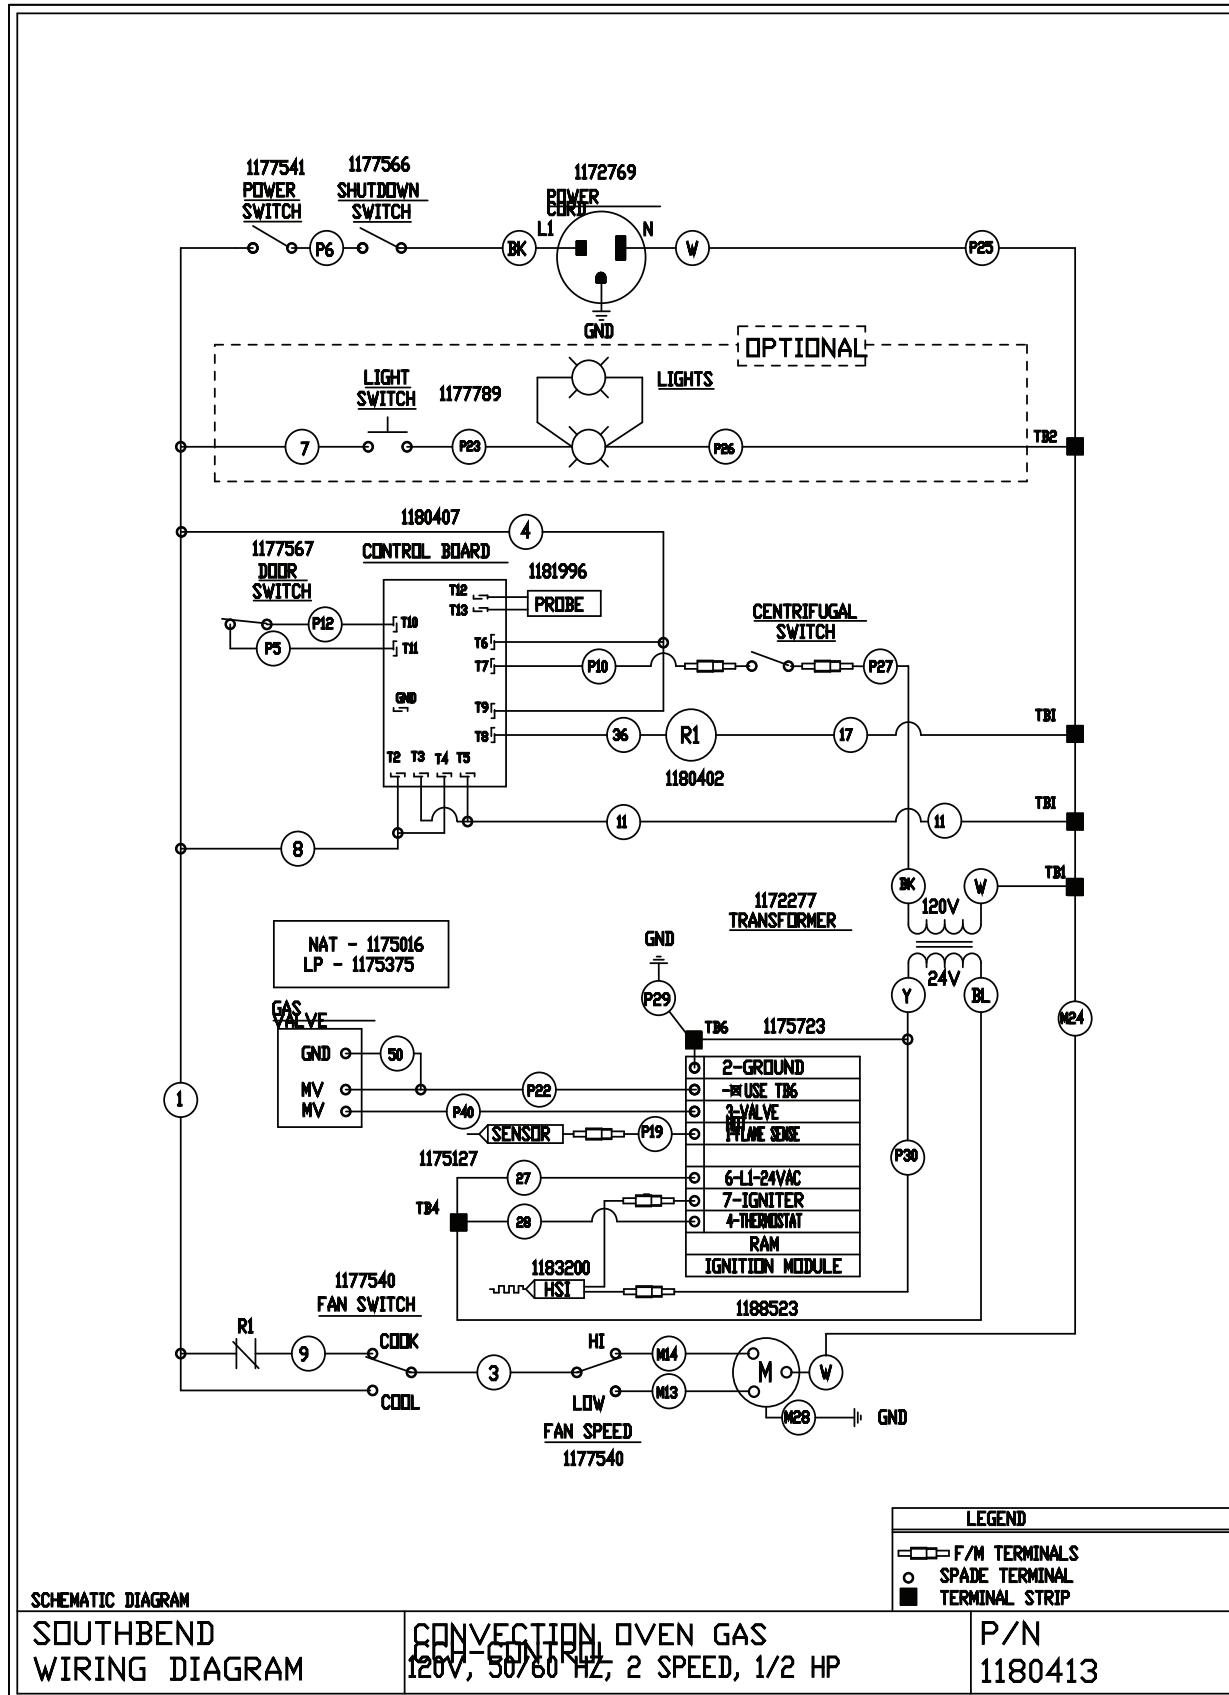 1177541
POWER
SWITCH
1177566
SHUTDOWN
SWITCH
1172769
POWER
CORD
L1
N
P6
BK
W
P25
GND
OPTIONAL
LIGHT
SWITCH
1177789
LIGHTS
7
P23
P26
TB2
1180407
4
1177567
DOOR
SWITCH
CONTROL BOARD
1181996
PROBE
T12
T13
P12
T10
P5
T11
T6
T7
P10
CENTRIFUGAL
SWITCH
P27
GND
T9
T8
36
R1
17
TB1
1180402
T2 T3 T4 T5
11
11
TB1
8
BK
W
TB1
1172277
TRANSFORMER
120V
24V
NAT - 1175016
LP - 1175375
GND
P29
Y
BL
M24
GAS
VALVE
TB6
1175723
GND
50
2-GROUND
MV
P22
USE TB6
MV
P40
3-VALVE
1
SENSOR
P19
1-FLAME SENSE
P30
1175127
27
6-L1-24VAC
7-IGNITER
TB4
28
4-THERMOSTAT
RAM
IGNITION MODULE
1183200
HSI
1188523
1177540
FAN SWITCH
R1
9
COOK
3
HI
M14
M
W
COOL
LOW
M13
M28
GND
FAN SPEED
1177540
LEGEND
F/M TERMINALS
SPADE TERMINAL
TERMINAL STRIP
SCHEMATIC DIAGRAM
SOUTHBEND
WIRING DIAGRAM
CONVECTION OVEN GAS
CCH-CONTROL
120V, 50/60 HZ, 2 SPEED, 1/2 HP
P/N
1180413